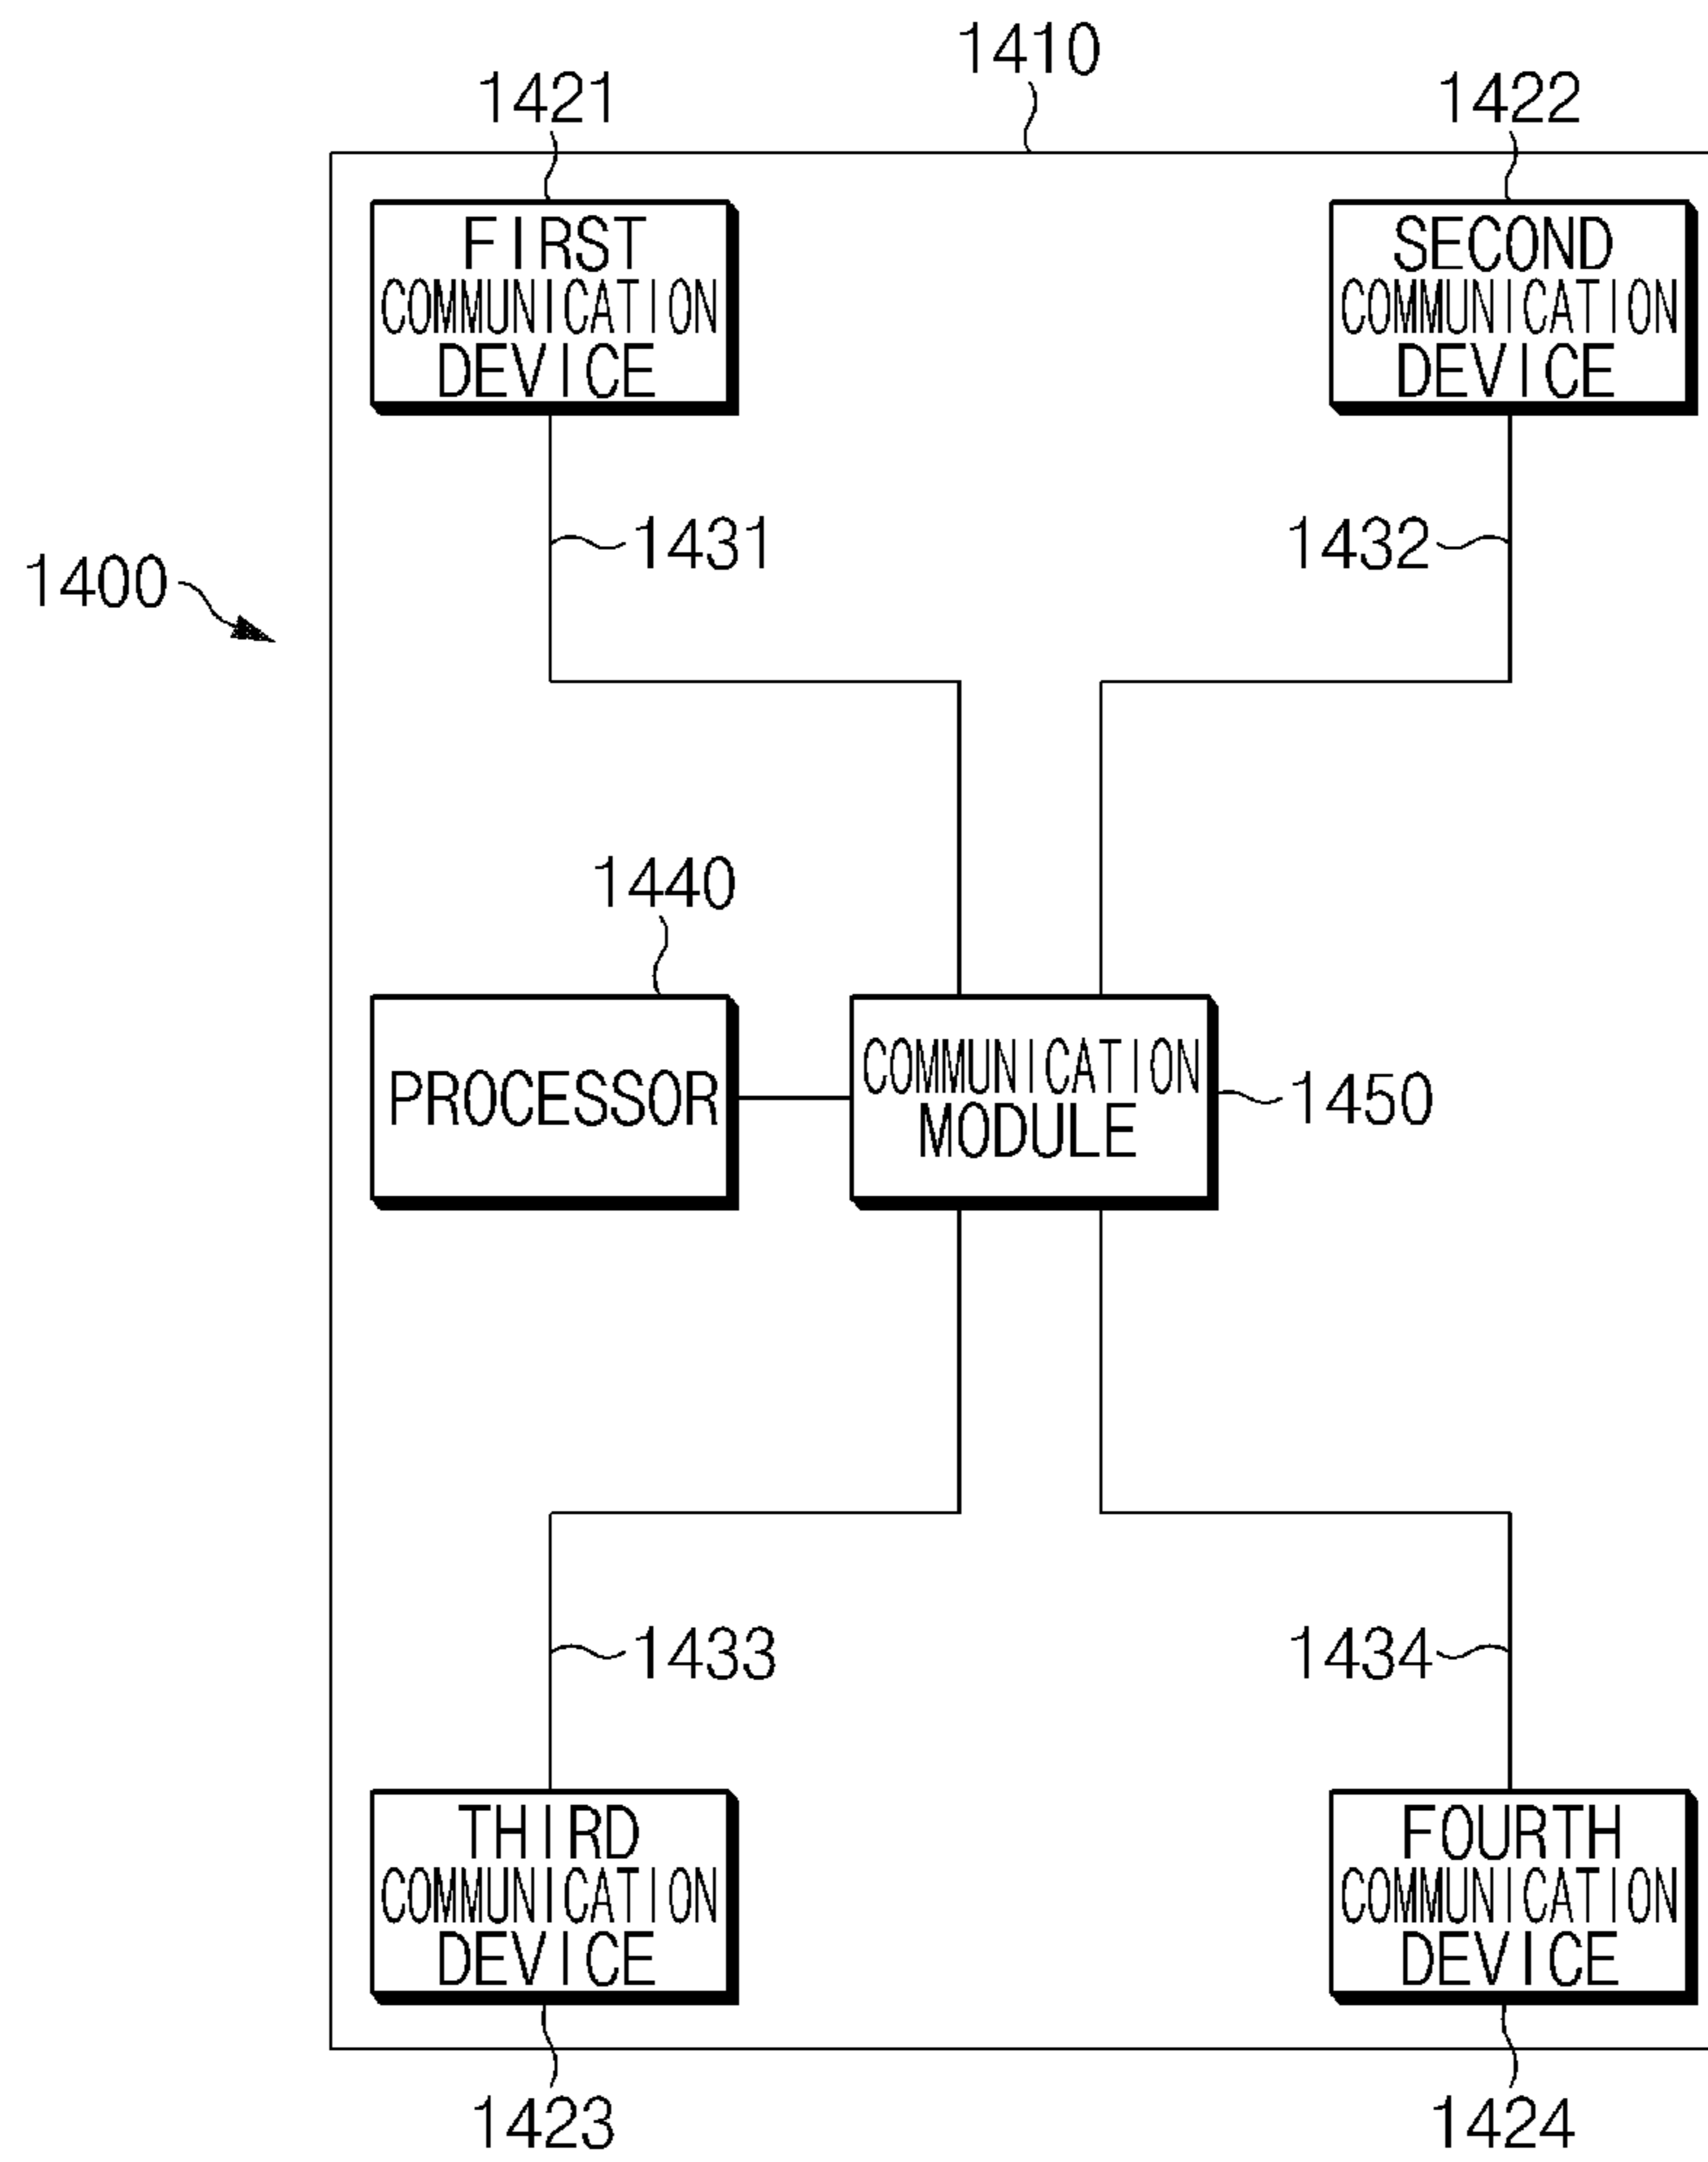 1410
1421
1422
FIRST
COMMUNICATION
DEVICE
SECOND
COMMUNICATION
DEVICE
1431
1432
1400
1440
PROCESSOR
COMMUNICATION
MODULE
1450
1433
1434
THIRD
COMMUNICATION
DEVICE
FOURTH
COMMUNICATION
DEVICE
1423
1424